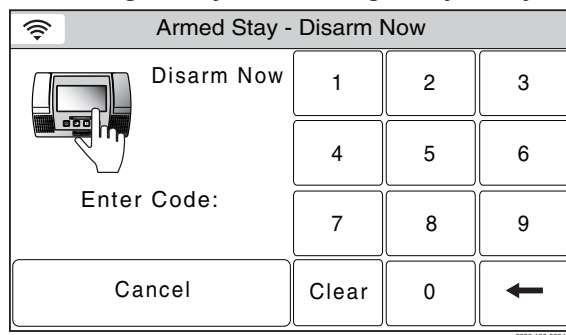 Armed Stay - Disarm Now
Disarm Now
1 2 3
4 5 6
Enter Code:
7 8 9
Cancel
Clear 0